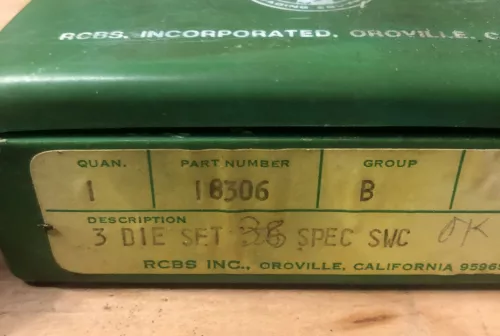 RCBS, INCORPORATED, OROVILLE, C
QUAN. PART NUMBER GROUP
1 18306 B
DESCRIPTION
3 DIE SET 38 SPEC SWC OK
RCBS INC., OROVILLE, CALIFORNIA 9596